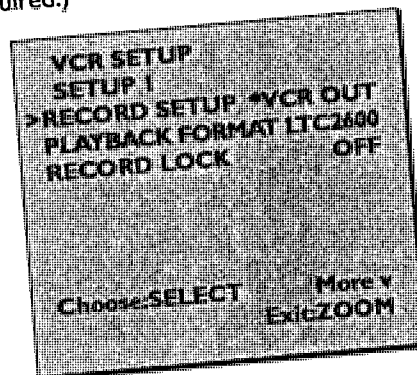 uired.)
VCR SETUP
SETUP 1
>RECORD SETUP *VCR OUT
PLAYBACK FORMAT LTC2600
RECORD LOCK OFF
More v
Choose:SELECT
Exit:ZOOM